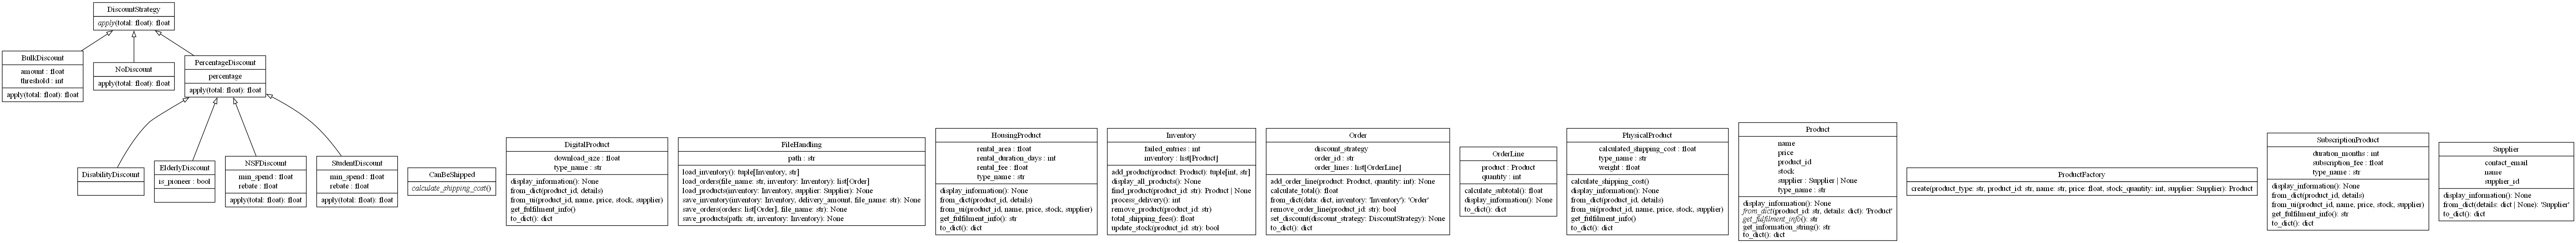 DiscountStrategy
apply(total: float): float
BulkDiscount
amount : float
threshold : int
apply(total: float): float
NoDiscount
apply(total: float): float
PercentageDiscount
percentage
apply(total: float): float
DisabilityDiscount
ElderlyDiscount
is_pioneer : bool
NSFDiscount
min_spend : float
rebate : float
apply(total: float): float
StudentDiscount
min_spend : float
rebate : float
apply(total: float): float
CanBeShipped
calculate_shipping_cost()
DigitalProduct
download_size : float
type_name : str
display_information(): None
from_dict(product_id, details)
from_ui(product_id, name, price, stock, supplier)
get_fulfilment_info()
to_dict(): dict
FileHandling
path : str
load_inventory(): tuple[Inventory, str]
load_orders(file_name: str, inventory: Inventory): list[Order]
load_products(inventory: Inventory, supplier: Supplier): None
save_inventory(inventory: Inventory, delivery_amount, file_name: str): None
save_orders(orders: list[Order], file_name: str): None
save_products(path: str, inventory: Inventory): None
HousingProduct
rental_area : float
rental_duration_days : int
rental_fee : float
type_name : str
display_information(): None
from_dict(product_id, details)
from_ui(product_id, name, price, stock, supplier)
get_fulfilment_info(): str
to_dict(): dict
Inventory
failed_entries : int
inventory : list[Product]
add_product(product: Product): tuple[int, str]
display_all_products(): None
find_product(product_id: str): Product | None
process_delivery(): int
remove_product(product_id: str)
total_shipping_fees(): float
update_stock(product_id: str): bool
Order
discount_strategy
order_id : str
order_lines : list[OrderLine]
add_order_line(product: Product, quantity: int): None
calculate_total(): float
from_dict(data: dict, inventory: 'Inventory'): 'Order'
remove_order_line(product_id: str): bool
set_discount(discount_strategy: DiscountStrategy): None
to_dict(): dict
OrderLine
product : Product
quantity : int
calculate_subtotal(): float
display_information(): None
to_dict(): dict
PhysicalProduct
calculated_shipping_cost : float
type_name : str
weight : float
calculate_shipping_cost()
display_information(): None
from_dict(product_id, details)
from_ui(product_id, name, price, stock, supplier)
get_fulfilment_info()
to_dict(): dict
Product
name
price
product_id
stock
supplier : Supplier | None
type_name : str
display_information(): None
from_dict(product_id: str, details: dict): 'Product'
get_fulfilment_info(): str
get_information_string(): str
to_dict(): dict
ProductFactory
create(product_type: str, product_id: str, name: str, price: float, stock_quantity: int, supplier: Supplier): Product
SubscriptionProduct
duration_months : int
subscription_fee : float
type_name : str
display_information(): None
from_dict(product_id, details)
from_ui(product_id, name, price, stock, supplier)
get_fulfilment_info(): str
to_dict(): dict
Supplier
contact_email
name
supplier_id
display_information(): None
from_dict(details: dict | None): 'Supplier'
to_dict(): dict